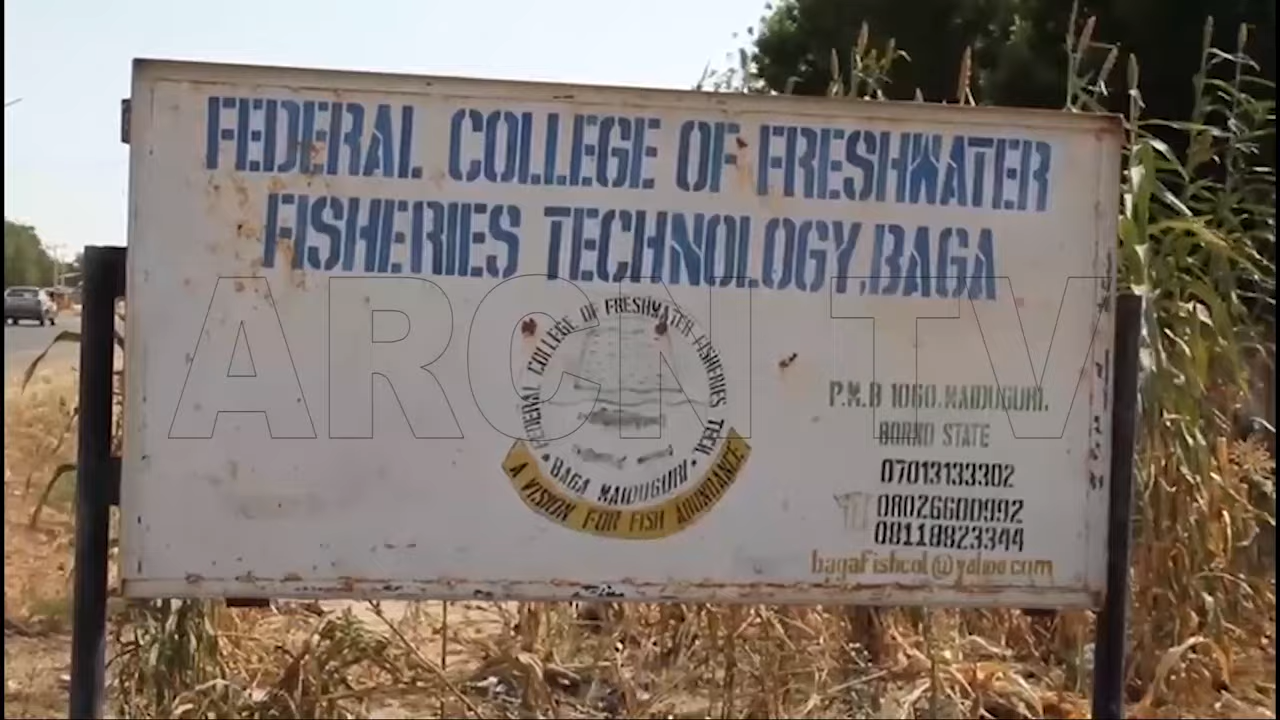 FEDERAL COLLEGE OF FRESHWATER
FISHERIES TECHNOLOGY, BAGA
ARCN TV
FEDERAL COLLEGE OF FRESHWATER FISHERIES TECH.
• BAGA MAIDUGURI •
A VISION FOR FISH ABUNDANCE
P.M.B 1060. MAIDUGURI.
BORNO STATE
07013133302
08026600992
08118823344
bagafishcol@yahoo.com